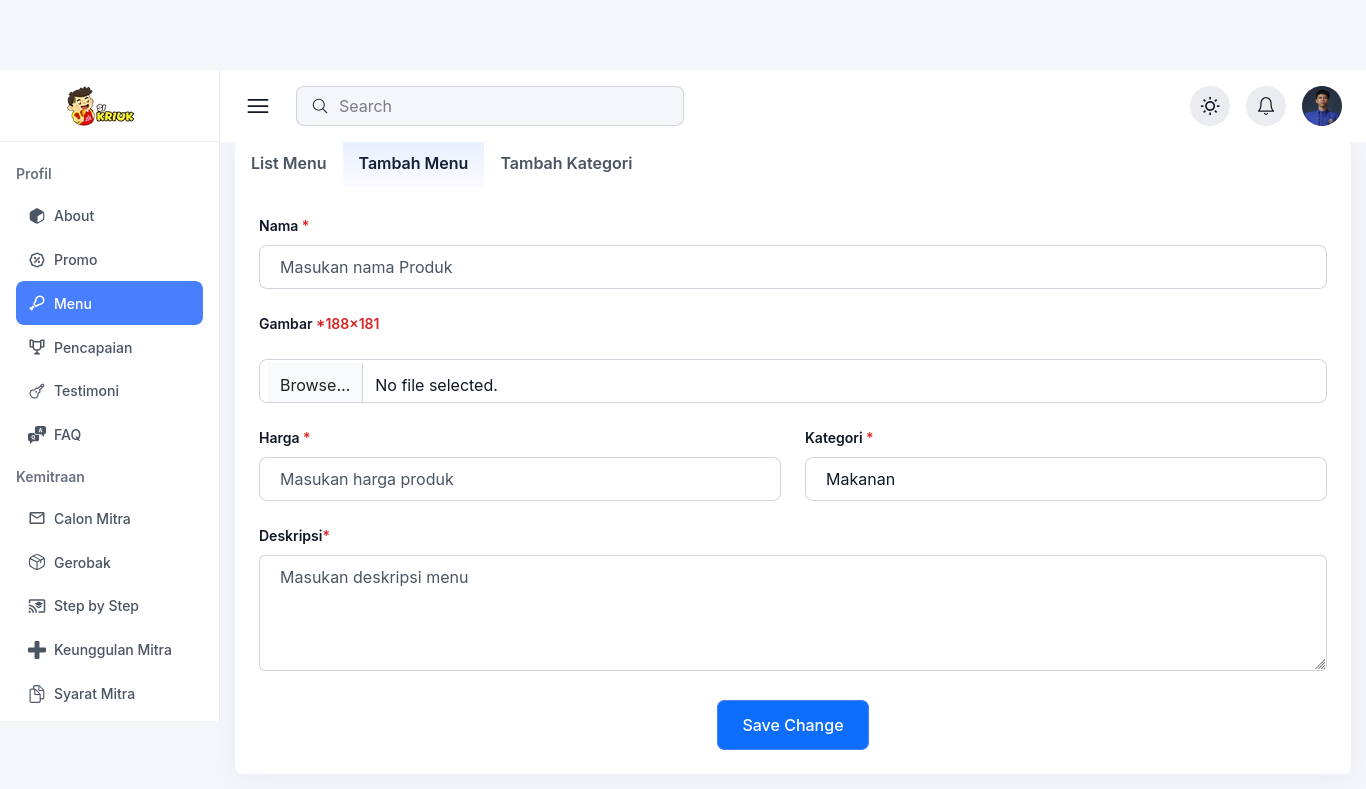 SI
KRIUK
Search
Profil
About
Promo
Menu
Pencapaian
Testimoni
FAQ
Kemitraan
Calon Mitra
Gerobak
Step by Step
Keunggulan Mitra
Syarat Mitra
List Menu
Tambah Menu
Tambah Kategori
Nama *
Masukan nama Produk
Gambar *188x181
Browse... No file selected.
Harga *
Masukan harga produk
Kategori *
Makanan
Deskripsi*
Masukan deskripsi menu
Save Change